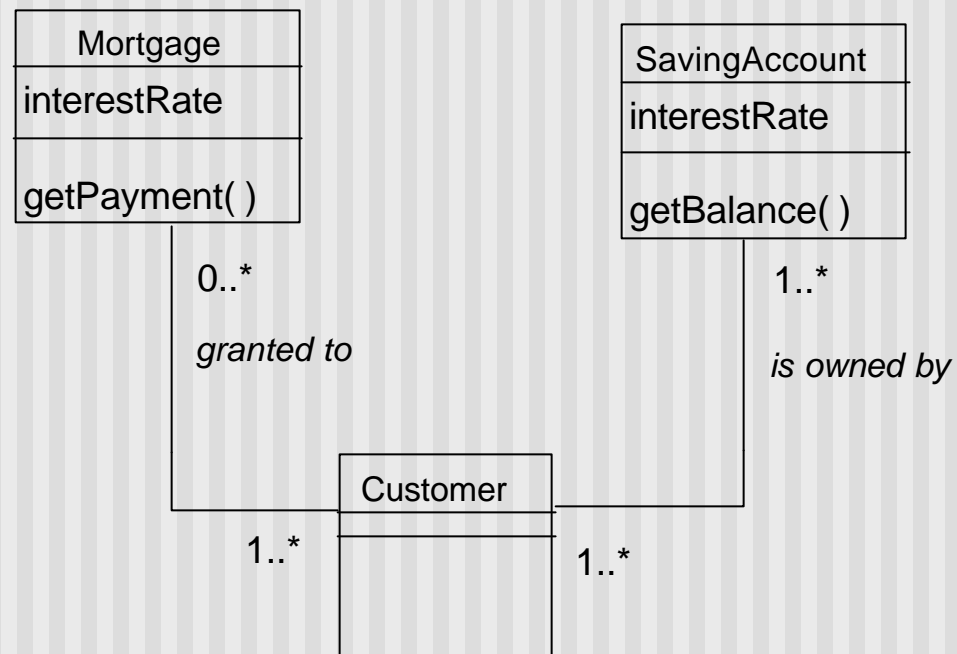 Mortgage
interestRate
getPayment( )
SavingAccount
interestRate
getBalance( )
0..*
granted to
1..*
is owned by
Customer
1..*
1..*